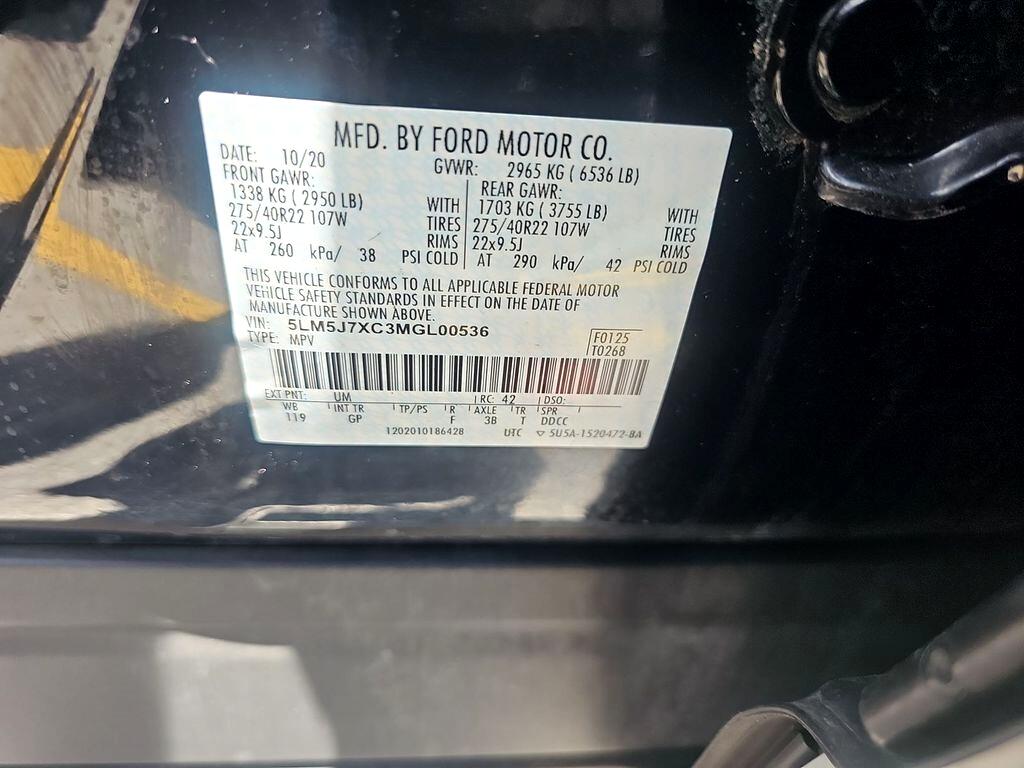 MFD. BY FORD MOTOR CO.
DATE: 10/20 GVWR: 2965 KG ( 6536 LB)
FRONT GAWR: REAR GAWR:
1338 KG ( 2950 LB) WITH 1703 KG ( 3755 LB) WITH
275/40R22 107W TIRES 275/40R22 107W TIRES
22x9.5J RIMS 22x9.5J RIMS
AT 260 kPa/ 38 PSI COLD AT 290 kPa/ 42 PSI COLD
THIS VEHICLE CONFORMS TO ALL APPLICABLE FEDERAL MOTOR
VEHICLE SAFETY STANDARDS IN EFFECT ON THE DATE OF
MANUFACTURE SHOWN ABOVE.
VIN: 5LM5J7XC3MGL00536 F0125
TYPE: MPV T0268
EXT PNT: UM RC: 42 DSO:
WB INT TR TP/PS R AXLE TR SPR
119 GP F 3B T DDCC
1202010186428 UTC ▽ 5U5A-1520472-BA